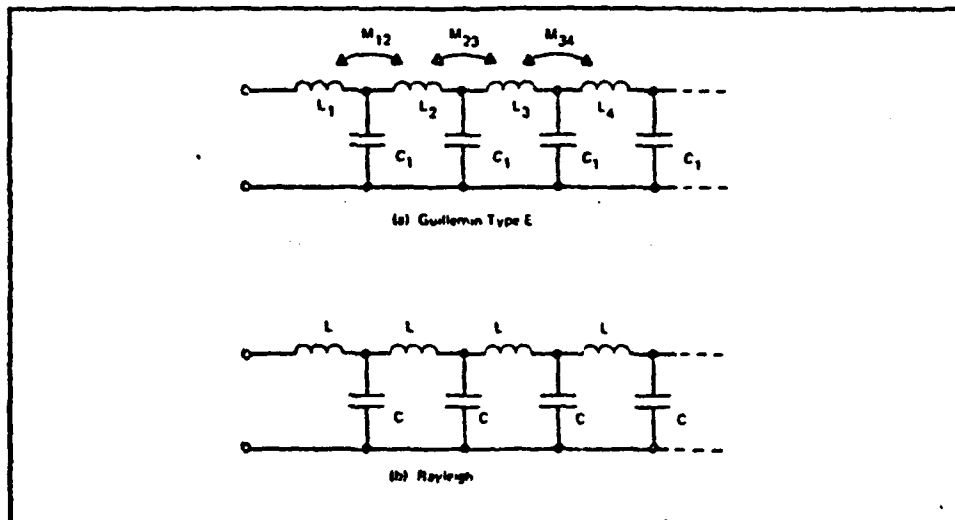 M12 M23 M34
L1 L2 L3 L4
C1 C1 C1 C1
(a) Guillemin Type E
L L L L
C C C C
(b) Rayleigh